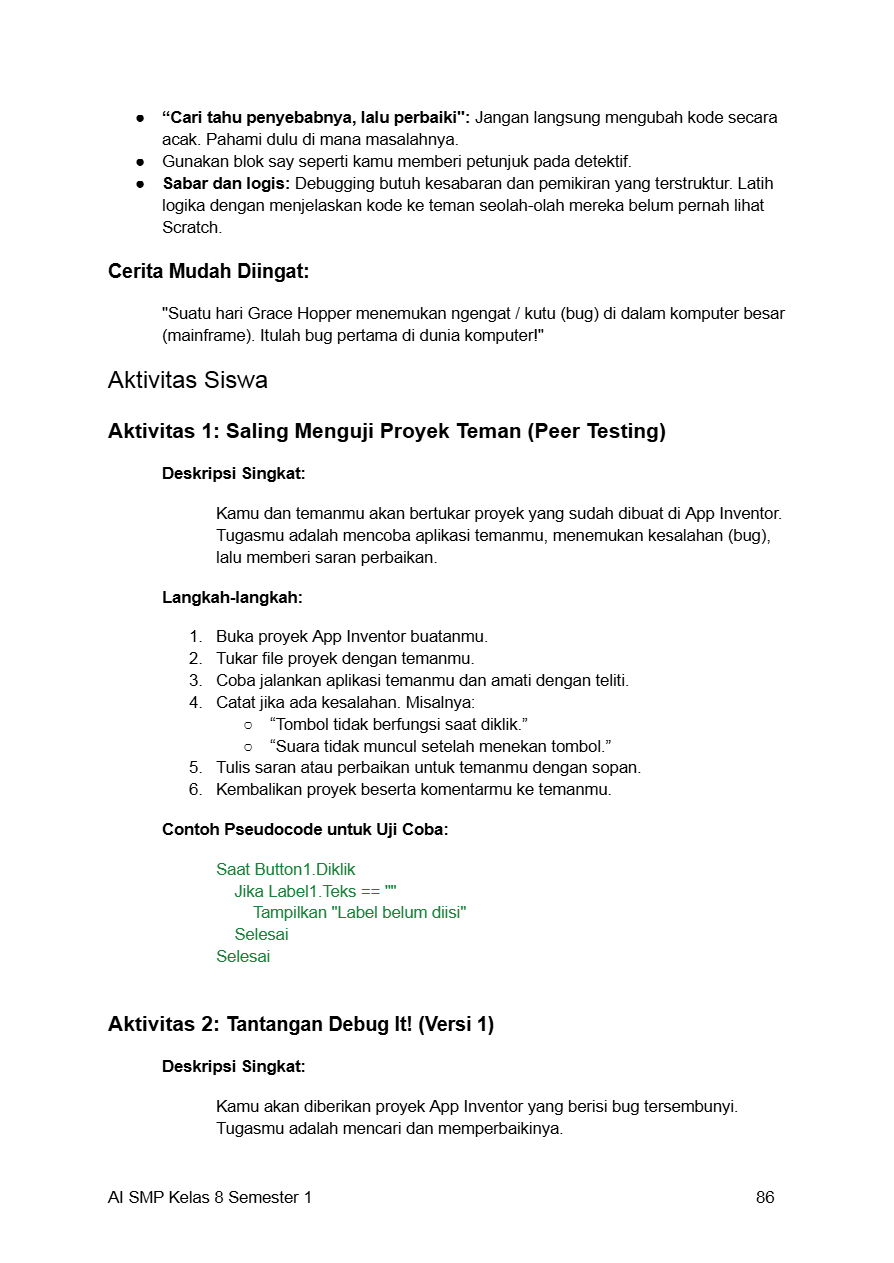 ● “Cari tahu penyebabnya, lalu perbaiki": Jangan langsung mengubah kode secara
acak. Pahami dulu di mana masalahnya.
● Gunakan blok say seperti kamu memberi petunjuk pada detektif.
● Sabar dan logis: Debugging butuh kesabaran dan pemikiran yang terstruktur. Latih
logika dengan menjelaskan kode ke teman seolah-olah mereka belum pernah lihat
Scratch.
Cerita Mudah Diingat:
"Suatu hari Grace Hopper menemukan ngengat / kutu (bug) di dalam komputer besar
(mainframe). Itulah bug pertama di dunia komputer!"
Aktivitas Siswa
Aktivitas 1: Saling Menguji Proyek Teman (Peer Testing)
Deskripsi Singkat:
Kamu dan temanmu akan bertukar proyek yang sudah dibuat di App Inventor.
Tugasmu adalah mencoba aplikasi temanmu, menemukan kesalahan (bug),
lalu memberi saran perbaikan.
Langkah-langkah:
1. Buka proyek App Inventor buatanmu.
2. Tukar file proyek dengan temanmu.
3. Coba jalankan aplikasi temanmu dan amati dengan teliti.
4. Catat jika ada kesalahan. Misalnya:
○ “Tombol tidak berfungsi saat diklik.”
○ “Suara tidak muncul setelah menekan tombol.”
5. Tulis saran atau perbaikan untuk temanmu dengan sopan.
6. Kembalikan proyek beserta komentarmu ke temanmu.
Contoh Pseudocode untuk Uji Coba:
Saat Button1.Diklik
Jika Label1.Teks == ""
Tampilkan "Label belum diisi"
Selesai
Selesai
Aktivitas 2: Tantangan Debug It! (Versi 1)
Deskripsi Singkat:
Kamu akan diberikan proyek App Inventor yang berisi bug tersembunyi.
Tugasmu adalah mencari dan memperbaikinya.
AI SMP Kelas 8 Semester 1 86